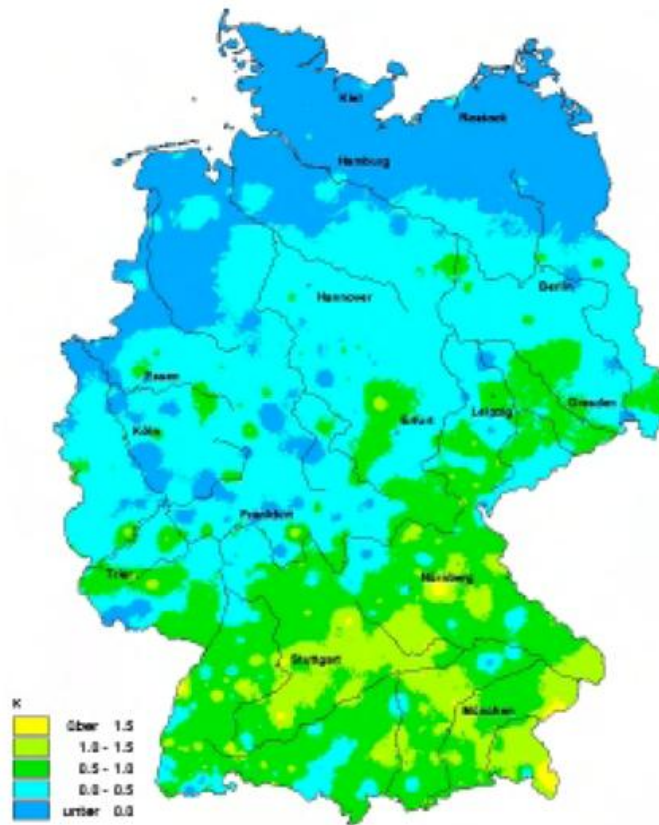 Kiel
Rostock
Hamburg
Berlin
Hannover
Essen
Erfurt
Leipzig
Dresden
Köln
Frankfurt
Trier
Nürnberg
Stuttgart
München
K
über 1.5
1.0 - 1.5
0.5 - 1.0
0.0 - 0.5
unter 0.0